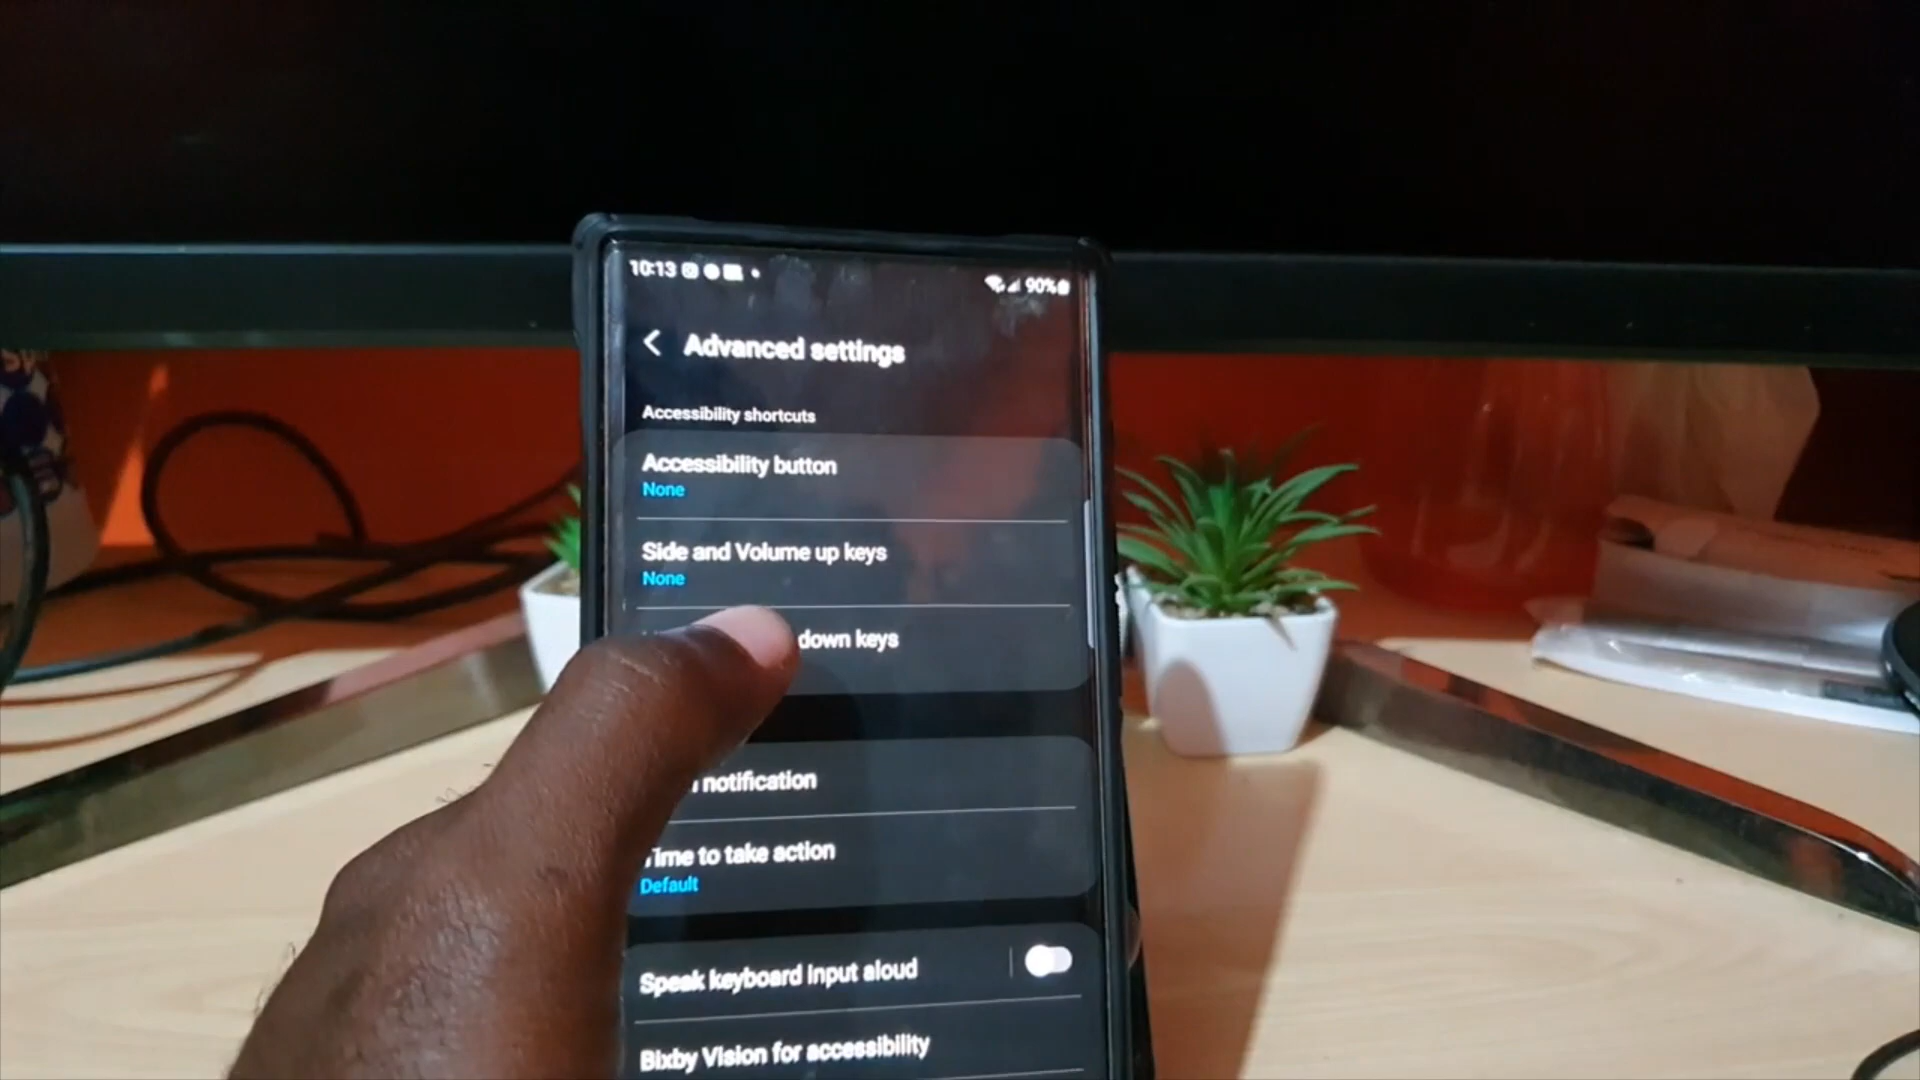 10:13
90%
Advanced settings
Accessibility shortcuts
Accessibility button
None
Side and Volume up keys
None
down keys
notification
Time to take action
Default
Speak keyboard input aloud
Bixby Vision for accessibility